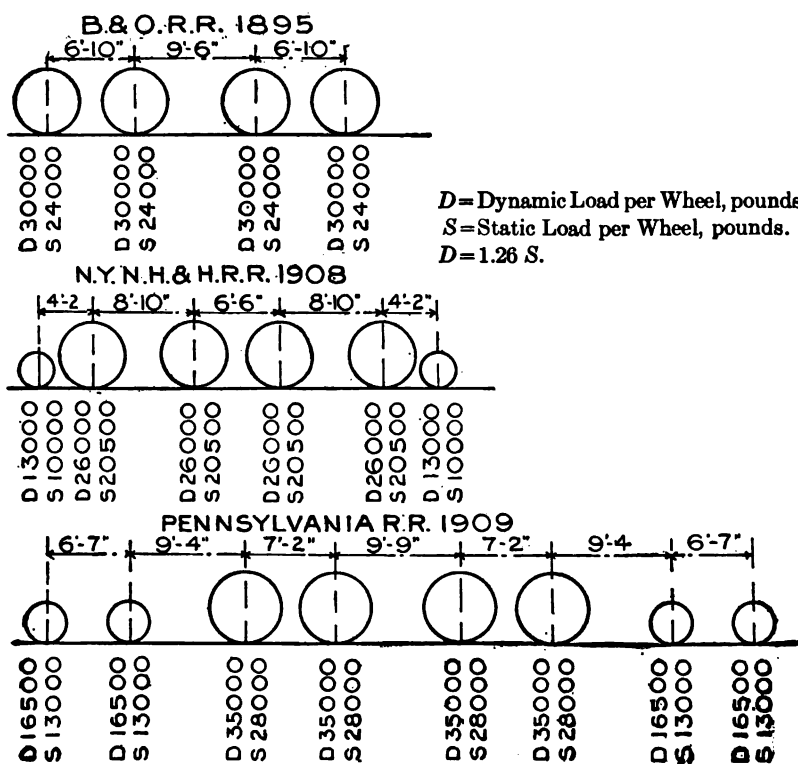 B.&O.R.R. 1895
6'-10" 9'-6" 6'-10"
D30000 D30000 D30000 D30000
S24000 S24000 S24000 S24000
D=Dynamic Load per Wheel, pounds
S=Static Load per Wheel, pounds.
D=1.26 S.
N.Y. N.H.& H.R.R. 1908
4'-2 8'-10" 6'-6" 8'-10" 4'-2"
D13000 D26000 D26000 D26000 D26000 D13000
S10000 S20500 S20500 S20500 S20500 S10000
PENNSYLVANIA R.R. 1909
6'-7" 9'-4" 7'-2" 9'-9" 7'-2" 9'-4 6'-7"
D16500 D16500 D35000 D35000 D35000 D35000 D16500 D16500
S13000 S13000 S28000 S28000 S28000 S28000 S13000 S13000